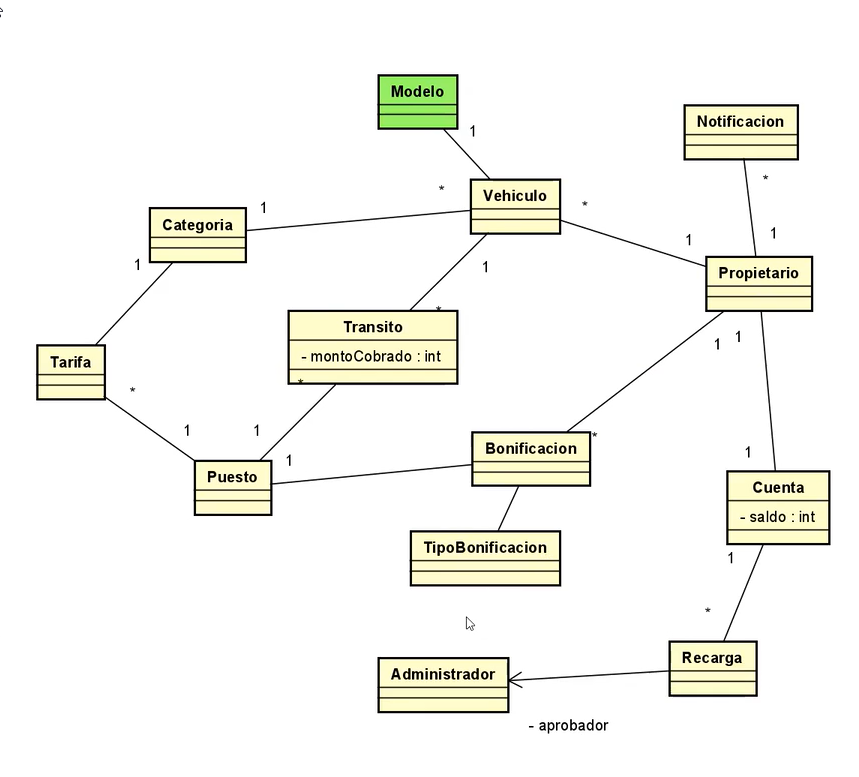 Modelo
1
Notificacion
*
1
Vehiculo
*
*
1
Categoria
1
1
Propietario
1
1
1
Transito
- montoCobrado : int
*
*
Tarifa
*
1
1
1
Puesto
Bonificacion
*
TipoBonificacion
1
Cuenta
- saldo : int
1
*
Recarga
Administrador
- aprobador